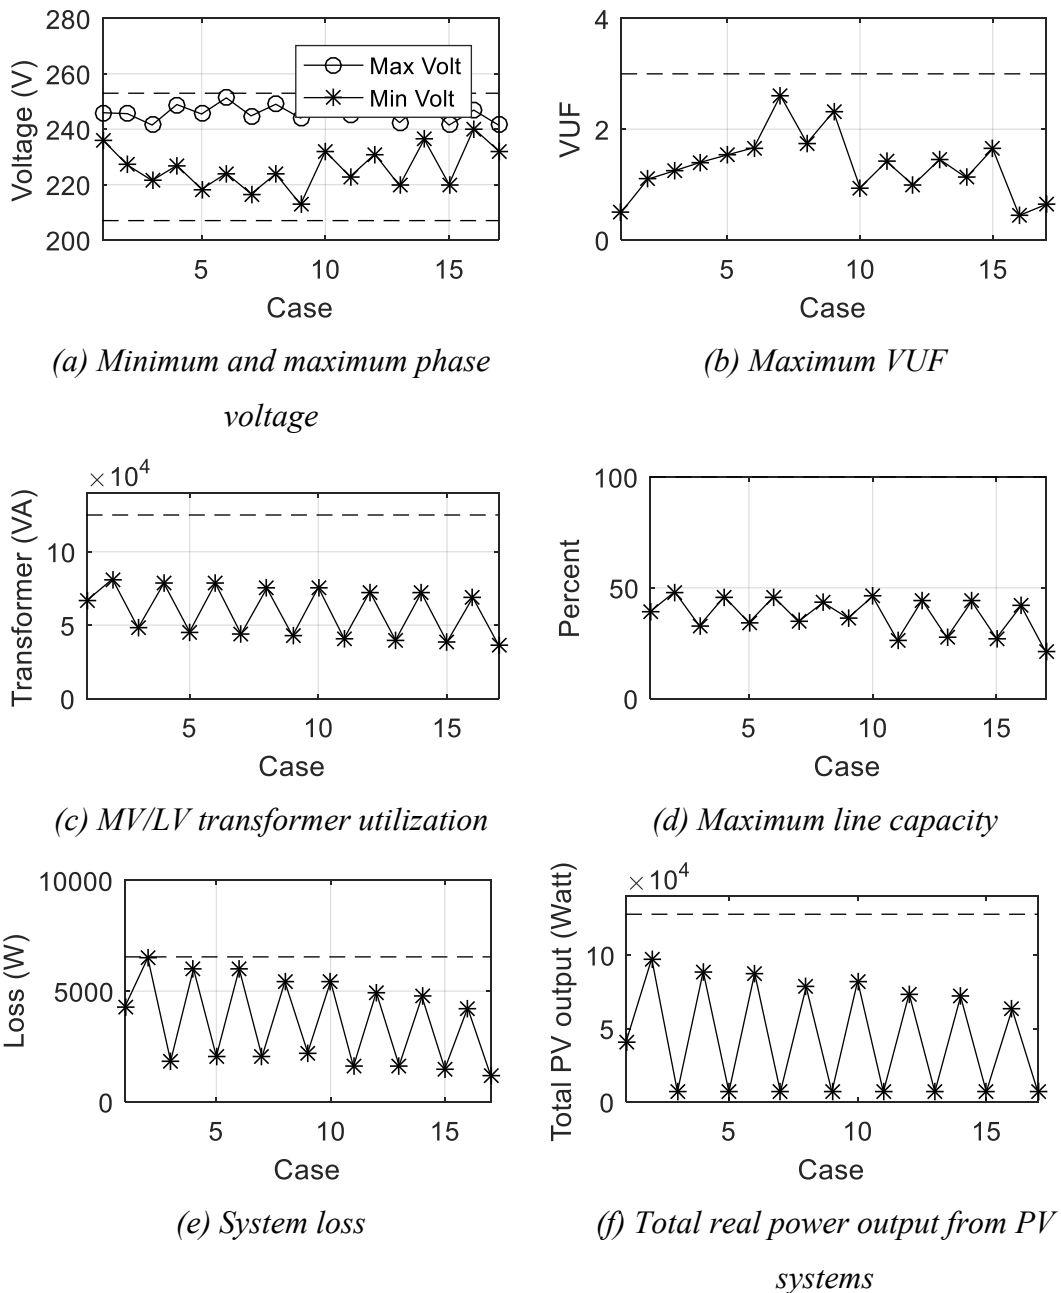 280
260
240
220
200
Voltage (V)
Max Volt
Min Volt
5
10
15
Case
(a) Minimum and maximum phase
voltage
4
2
0
VUF
5
10
15
Case
(b) Maximum VUF
×10⁴
10
5
0
Transformer (VA)
5
10
15
Case
(c) MV/LV transformer utilization
100
50
0
Percent
5
10
15
Case
(d) Maximum line capacity
10000
5000
0
Loss (W)
5
10
15
Case
(e) System loss
×10⁴
10
5
0
Total PV output (Watt)
5
10
15
Case
(f) Total real power output from PV
systems